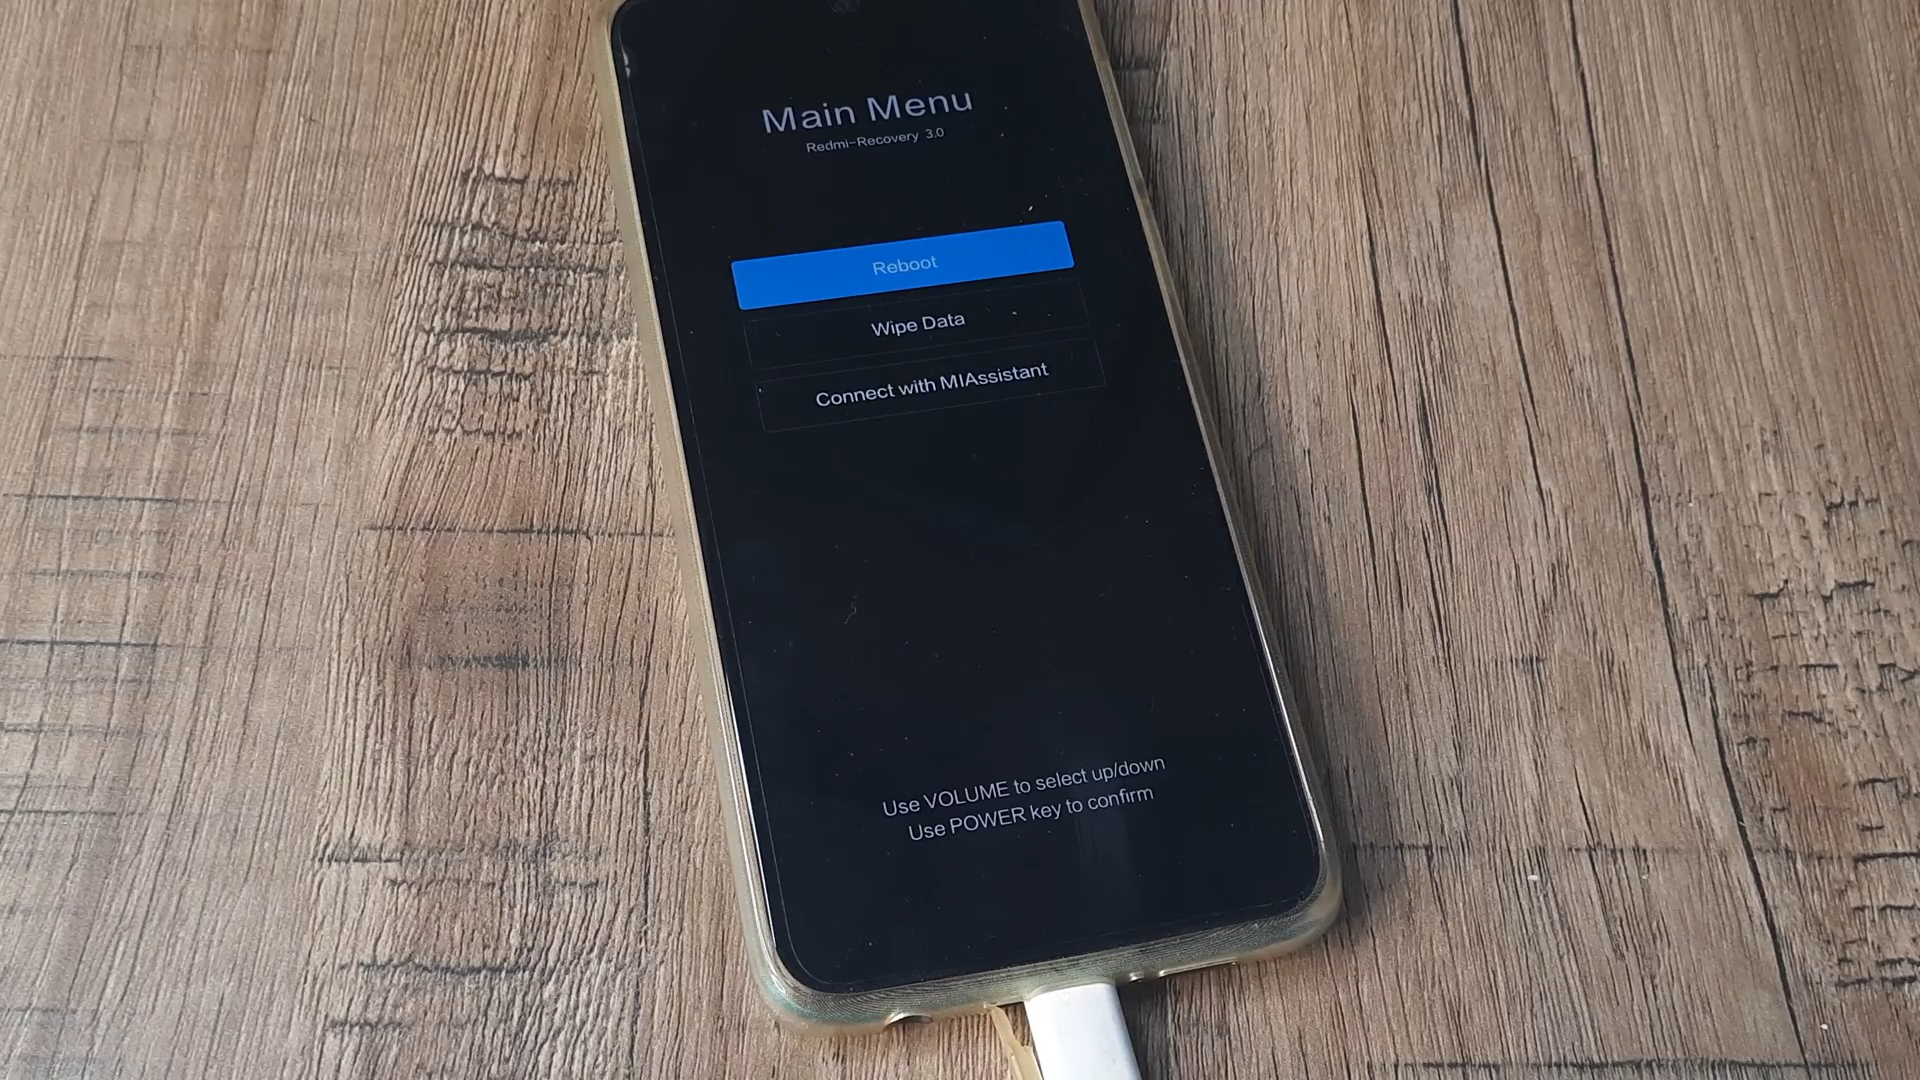 Main Menu
Redmi-Recovery 3.0
Reboot
Wipe Data
Connect with MIAssistant
Use VOLUME to select up/down
Use POWER key to confirm